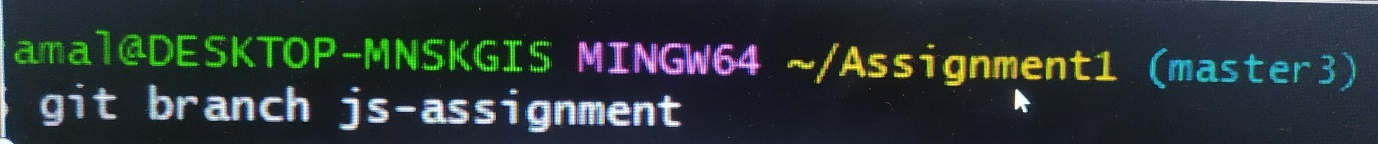 amal@DESKTOP-MNSKGIS MINGW64 ~/Assignment1 (master3)
git branch js-assignment